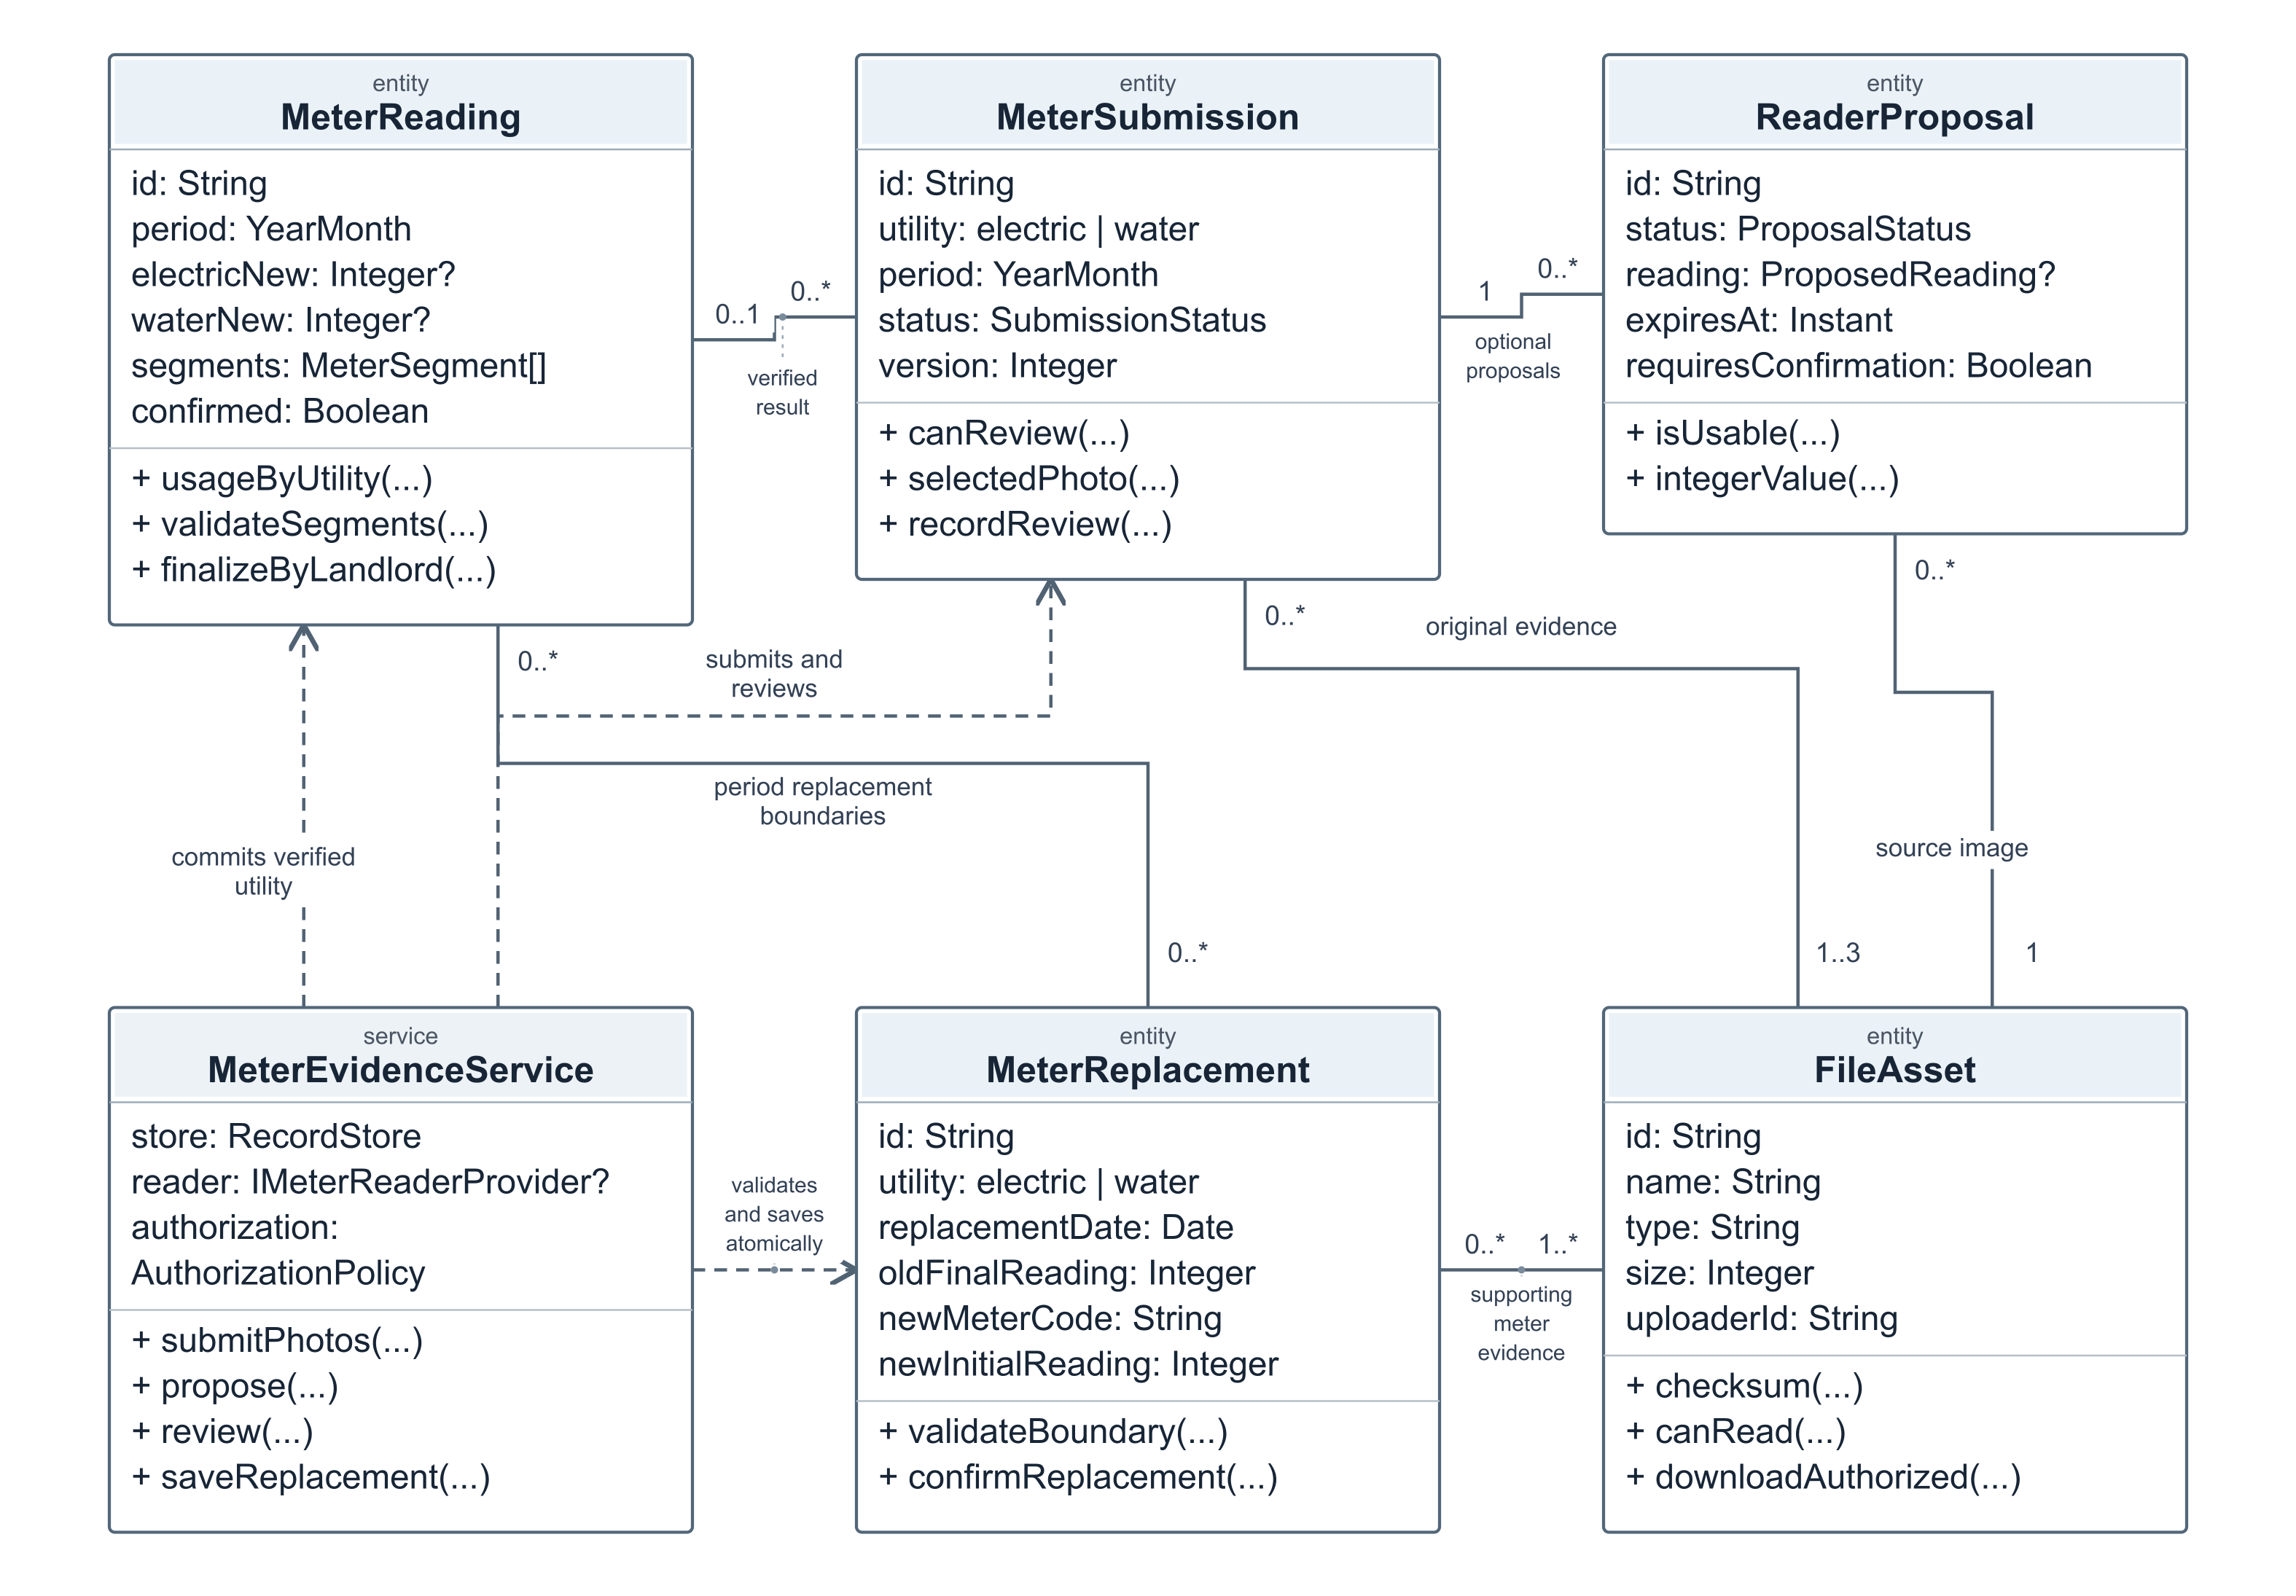 entity
MeterReading
id: String
period: YearMonth
electricNew: Integer?
waterNew: Integer?
segments: MeterSegment[]
confirmed: Boolean
+ usageByUtility(...)
+ validateSegments(...)
+ finalizeByLandlord(...)
0..1
0..*
verified
result
entity
MeterSubmission
id: String
utility: electric | water
period: YearMonth
status: SubmissionStatus
version: Integer
+ canReview(...)
+ selectedPhoto(...)
+ recordReview(...)
1
0..*
optional
proposals
entity
ReaderProposal
id: String
status: ProposalStatus
reading: ProposedReading?
expiresAt: Instant
requiresConfirmation: Boolean
+ isUsable(...)
+ integerValue(...)
0..*
submits and
reviews
0..*
original evidence
0..*
period replacement
boundaries
commits verified
utility
source image
0..*
1..3
1
service
MeterEvidenceService
store: RecordStore
reader: IMeterReaderProvider?
authorization:
AuthorizationPolicy
+ submitPhotos(...)
+ propose(...)
+ review(...)
+ saveReplacement(...)
validates
and saves
atomically
entity
MeterReplacement
id: String
utility: electric | water
replacementDate: Date
oldFinalReading: Integer
newMeterCode: String
newInitialReading: Integer
+ validateBoundary(...)
+ confirmReplacement(...)
0..*
1..*
supporting
meter
evidence
entity
FileAsset
id: String
name: String
type: String
size: Integer
uploaderId: String
+ checksum(...)
+ canRead(...)
+ downloadAuthorized(...)